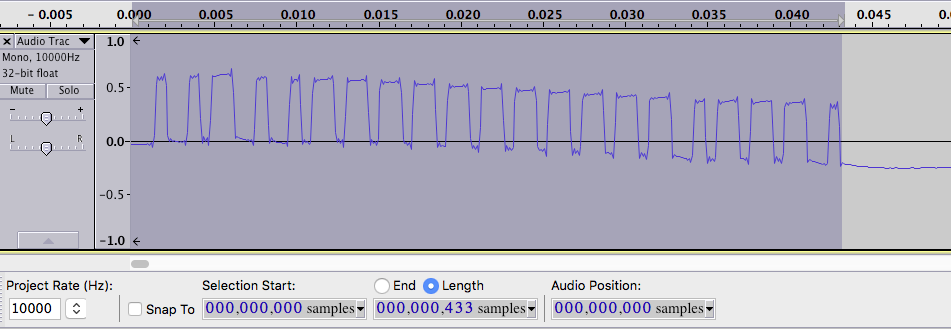 - 0.005 0.000 0.005 0.010 0.015 0.020 0.025 0.030 0.035 0.040 0.045
× Audio Trac ▼
Mono, 10000Hz
32-bit float
Mute Solo
- +
L R
1.0
0.5
0.0-
-0.5
-1.0
Project Rate (Hz):
10000
Snap To
Selection Start:
000,000,000 samples
End Length
000,000,433 samples
Audio Position:
000,000,000 samples